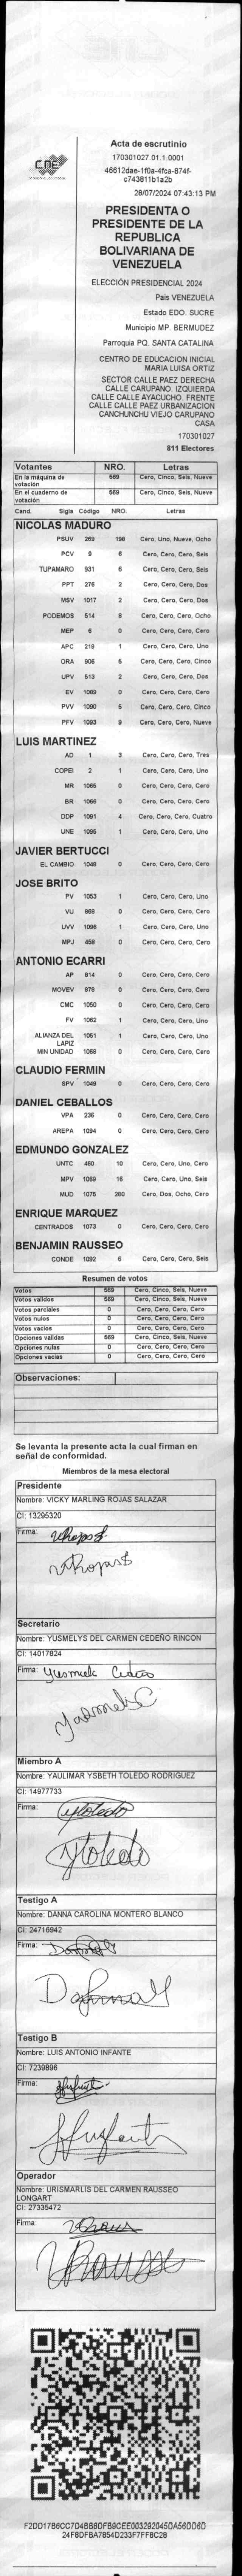 CNE
Acta de escrutinio
170301027.01.1.0001
46612dae-1f0a-4fca-874f-
c743811b1a2b
28/07/2024 07:43:13 PM
PRESIDENTA O
PRESIDENTE DE LA
REPUBLICA
BOLIVARIANA DE
VENEZUELA
ELECCIÓN PRESIDENCIAL 2024
Pais VENEZUELA
Estado EDO. SUCRE
Municipio MP. BERMUDEZ
Parroquia PQ. SANTA CATALINA
CENTRO DE EDUCACION INICIAL
MARIA LUISA ORTIZ
SECTOR CALLE PAEZ DERECHA
CALLE CARUPANO. IZQUIERDA
CALLE CALLE AYACUCHO. FRENTE
CALLE CALLE PAEZ URBANIZACION
CANCHUNCHU VIEJO CARUPANO
CASA
170301027
811 Electores
Votantes NRO. Letras
En la máquina de votación 569 Cero, Cinco, Seis, Nueve
En el cuaderno de votación 569 Cero, Cinco, Seis, Nueve
Cand. Sigla Código NRO. Letras
NICOLAS MADURO
PSUV 269 198 Cero, Uno, Nueve, Ocho
PCV 9 6 Cero, Cero, Cero, Seis
TUPAMARO 931 6 Cero, Cero, Cero, Seis
PPT 276 2 Cero, Cero, Cero, Dos
MSV 1017 2 Cero, Cero, Cero, Dos
PODEMOS 514 8 Cero, Cero, Cero, Ocho
MEP 6 0 Cero, Cero, Cero, Cero
APC 219 1 Cero, Cero, Cero, Uno
ORA 906 5 Cero, Cero, Cero, Cinco
UPV 513 2 Cero, Cero, Cero, Dos
EV 1089 0 Cero, Cero, Cero, Cero
PVV 1090 5 Cero, Cero, Cero, Cinco
PFV 1093 9 Cero, Cero, Cero, Nueve
LUIS MARTINEZ
AD 1 3 Cero, Cero, Cero, Tres
COPEI 2 1 Cero, Cero, Cero, Uno
MR 1065 0 Cero, Cero, Cero, Cero
BR 1066 0 Cero, Cero, Cero, Cero
DDP 1091 4 Cero, Cero, Cero, Cuatro
UNE 1095 1 Cero, Cero, Cero, Uno
JAVIER BERTUCCI
EL CAMBIO 1048 0 Cero, Cero, Cero, Cero
JOSE BRITO
PV 1053 1 Cero, Cero, Cero, Uno
VU 868 0 Cero, Cero, Cero, Cero
UVV 1096 1 Cero, Cero, Cero, Uno
MPJ 458 0 Cero, Cero, Cero, Cero
ANTONIO ECARRI
AP 814 0 Cero, Cero, Cero, Cero
MOVEV 879 0 Cero, Cero, Cero, Cero
CMC 1050 0 Cero, Cero, Cero, Cero
FV 1062 1 Cero, Cero, Cero, Uno
ALIANZA DEL LAPIZ 1051 1 Cero, Cero, Cero, Uno
MIN UNIDAD 1068 0 Cero, Cero, Cero, Cero
CLAUDIO FERMIN
SPV 1049 0 Cero, Cero, Cero, Cero
DANIEL CEBALLOS
VPA 236 0 Cero, Cero, Cero, Cero
AREPA 1094 0 Cero, Cero, Cero, Cero
EDMUNDO GONZALEZ
UNTC 460 10 Cero, Cero, Uno, Cero
MPV 1069 16 Cero, Cero, Uno, Seis
MUD 1075 280 Cero, Dos, Ocho, Cero
ENRIQUE MARQUEZ
CENTRADOS 1073 0 Cero, Cero, Cero, Cero
BENJAMIN RAUSSEO
CONDE 1092 6 Cero, Cero, Cero, Seis
Resumen de votos
Votos 569 Cero, Cinco, Seis, Nueve
Votos validos 569 Cero, Cinco, Seis, Nueve
Votos parciales 0 Cero, Cero, Cero, Cero
Votos nulos 0 Cero, Cero, Cero, Cero
Votos vacios 0 Cero, Cero, Cero, Cero
Opciones validas 569 Cero, Cinco, Seis, Nueve
Opciones nulas 0 Cero, Cero, Cero, Cero
Opciones vacias 0 Cero, Cero, Cero, Cero
Observaciones:
Se levanta la presente acta la cual firman en
señal de conformidad.
Miembros de la mesa electoral
Presidente
Nombre: VICKY MARLING ROJAS SALAZAR
CI: 13295320
Firma:
Secretario
Nombre: YUSMELYS DEL CARMEN CEDEÑO RINCON
CI: 14017824
Firma: Yusmelis Cedeño
Miembro A
Nombre: YAULIMAR YSBETH TOLEDO RODRIGUEZ
CI: 14977733
Firma: ytoledo
ytoledo
Testigo A
Nombre: DANNA CAROLINA MONTERO BLANCO
CI: 24716942
Firma:
Testigo B
Nombre: LUIS ANTONIO INFANTE
CI: 7239896
Firma:
Operador
Nombre: URISMARLIS DEL CARMEN RAUSSEO
LONGART
CI: 27335472
Firma: